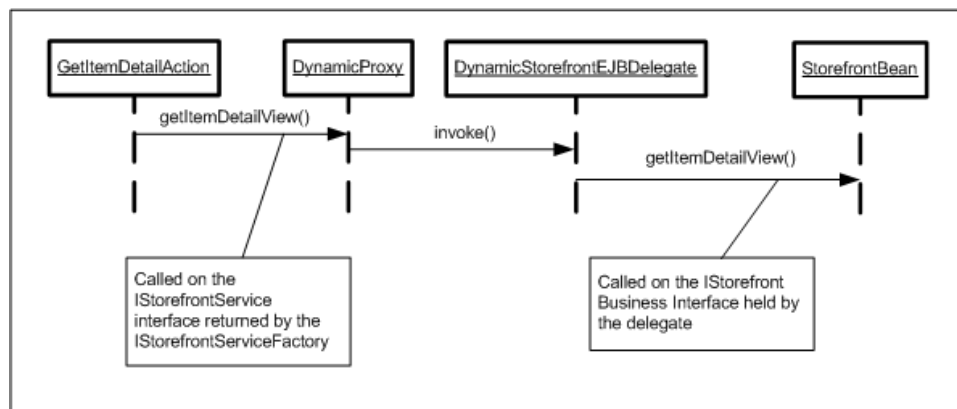 GetItemDetailAction
DynamicProxy
DynamicStorefrontEJBDelegate
StorefrontBean
getItemDetailView()
invoke()
getItemDetailView()
Called on the
IStorefrontService
interface returned by the
IStorefrontServiceFactory
Called on the IStorefront
Business Interface held by
the delegate